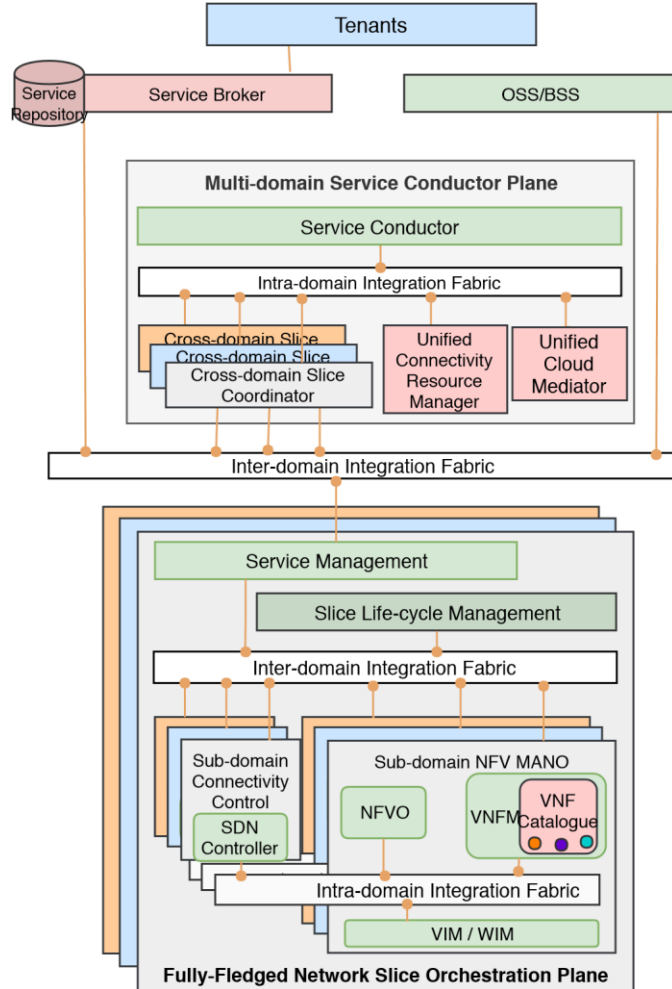 Tenants
Service
Repository
Service Broker
OSS/BSS
Multi-domain Service Conductor Plane
Service Conductor
Intra-domain Integration Fabric
Cross-domain Slice
Cross-domain Slice
Cross-domain Slice
Coordinator
Unified
Connectivity
Resource
Manager
Unified
Cloud
Mediator
Inter-domain Integration Fabric
Service Management
Slice Life-cycle Management
Inter-domain Integration Fabric
Sub-domain
Connectivity
Control
SDN
Controller
Sub-domain NFV MANO
NFVO
VNFM
VNF
Catalogue
Intra-domain Integration Fabric
VIM / WIM
Fully-Fledged Network Slice Orchestration Plane